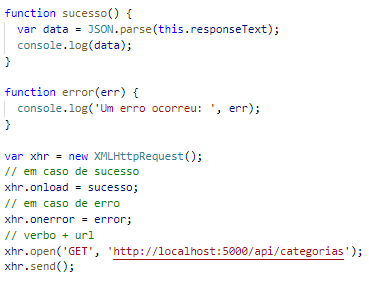 function sucesso() {
  var data = JSON.parse(this.responseText);
  console.log(data);
}

function error(err) {
  console.log('Um erro ocorreu: ', err);
}

var xhr = new XMLHttpRequest();
// em caso de sucesso
xhr.onload = sucesso;
// em caso de erro
xhr.onerror = error;
// verbo + url
xhr.open('GET', 'http://localhost:5000/api/categorias');
xhr.send();